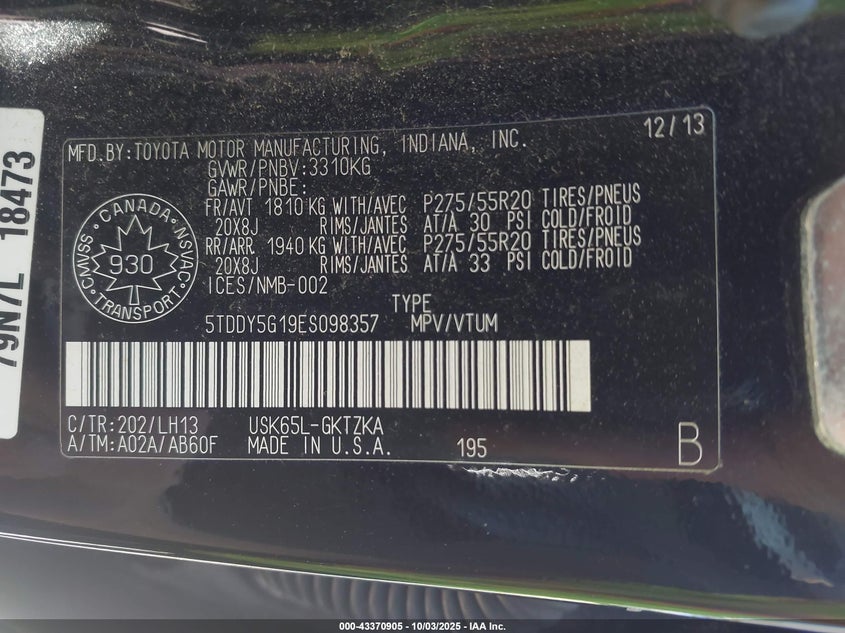 12/13
MFD.BY:TOYOTA MOTOR MANUFACTURING, INDIANA, INC.
GVWR/PNBV:3310KG
GAWR/PNBE:
FR/AVT 1810 KG WITH/AVEC P275/55R20 TIRES/PNEUS
20X8J RIMS/JANTES AT/A 30 PSI COLD/FROID
RR/ARR. 1940 KG WITH/AVEC P275/55R20 TIRES/PNEUS
20X8J RIMS/JANTES AT/A 33 PSI COLD/FROID
ICES/NMB-002
CANADA
CMVSS
NSVAC
930
TRANSPORT
TYPE
5TDDY5G19ES098357 MPV/VTUM
C/TR:202/LH13 USK65L-GKTZKA
A/TM:A02A/AB60F MADE IN U.S.A. 195 B
79N7L 18473
000-43370905 - 10/03/2025 - IAA Inc.